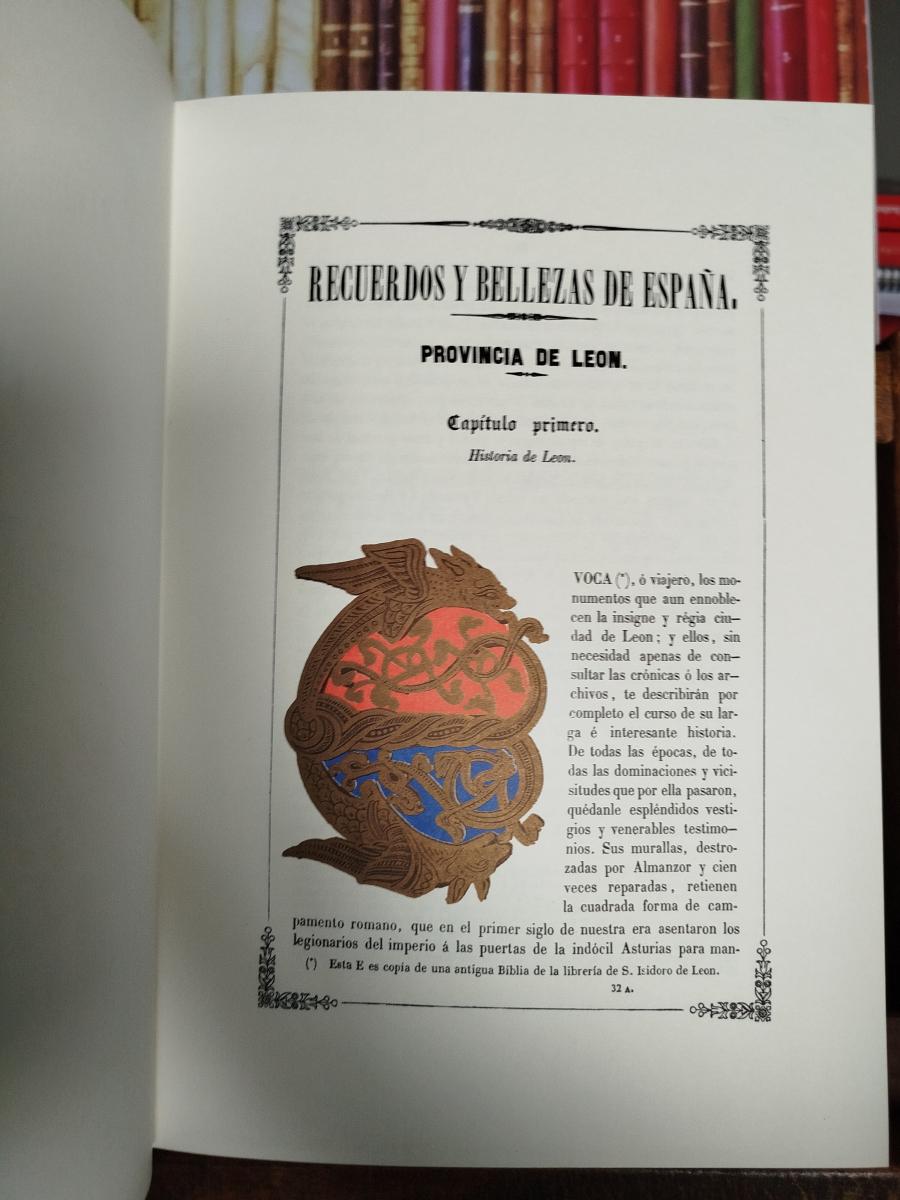 RECUERDOS Y BELLEZAS DE ESPAÑA.
PROVINCIA DE LEON.
Capítulo primero.
Historia de Leon.
EVOCA (*), ó viajero, los mo-
numentos que aun ennoble-
cen la insigne y régia ciu-
dad de Leon; y ellos, sin
necesidad apenas de con-
sultar las crónicas ó los ar-
chivos, te describirán por
completo el curso de su lar-
ga é interesante historia.
De todas las épocas, de to-
das las dominaciones y vici-
situdes que por ella pasaron,
quédanle espléndidos vesti-
gios y venerables testimo-
nios. Sus murallas, destro-
zadas por Almanzor y cien
veces reparadas, retienen
la cuadrada forma de cam-
pamento romano, que en el primer siglo de nuestra era asentaron los
legionarios del imperio á las puertas de la indócil Asturias para man-
(*) Esta E es copia de una antigua Biblia de la librería de S. Isidoro de Leon.
32 A.